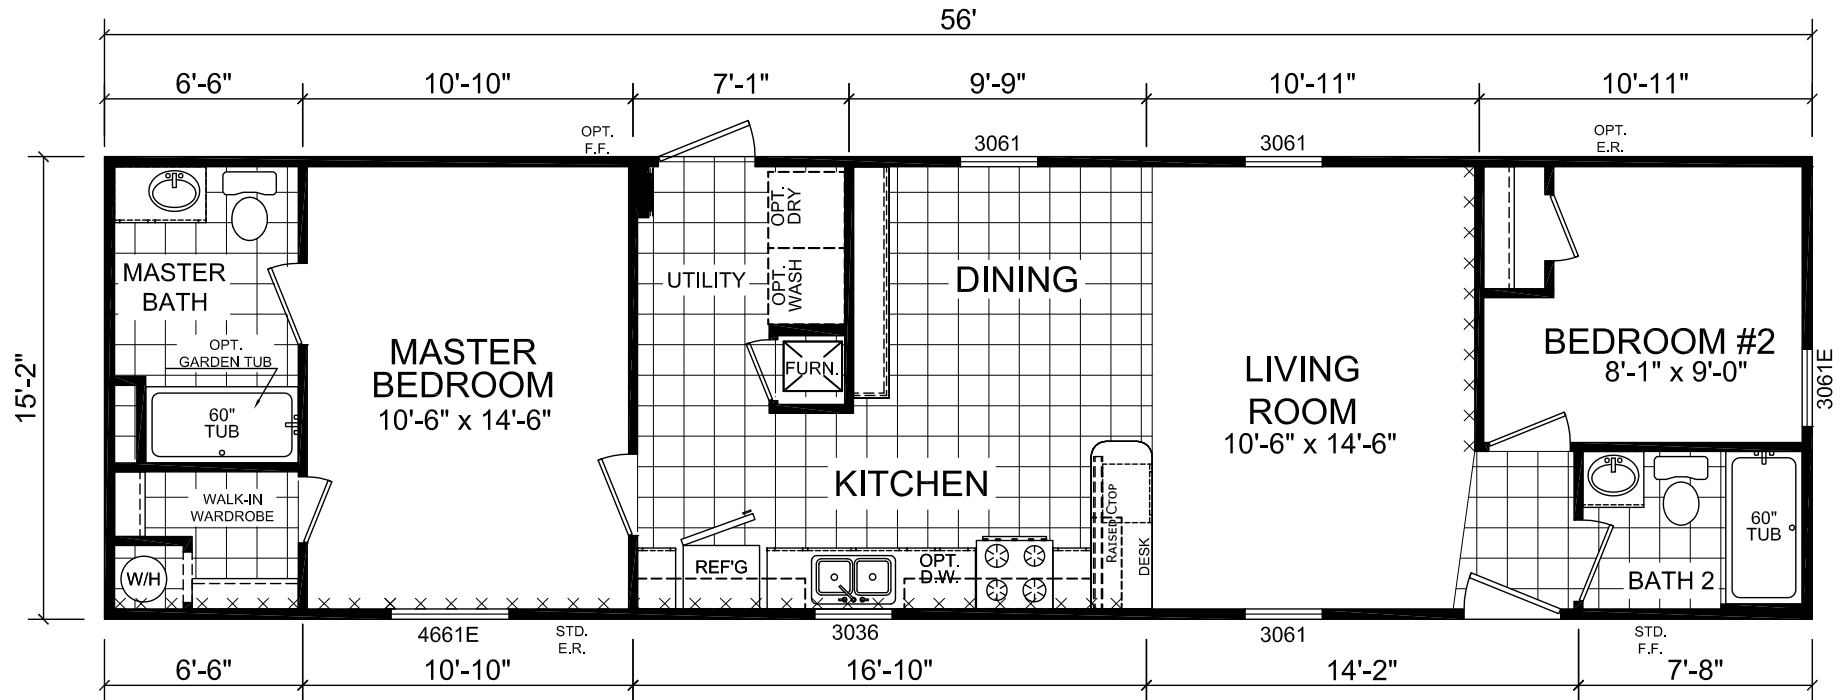 56'
6'-6"
10'-10"
7'-1"
9'-9"
10'-11"
10'-11"
OPT.
F.F.
3061
3061
OPT.
E.R.
15'-2"
MASTER
BATH
OPT.
GARDEN TUB
60"
TUB
WALK-IN
WARDROBE
W/H
MASTER
BEDROOM
10'-6" x 14'-6"
UTILITY
OPT.
DRY
OPT.
WASH
FURN.
DINING
KITCHEN
REF'G
OPT.
D.W.
RAISED CTOP
DESK
LIVING
ROOM
10'-6" x 14'-6"
BEDROOM #2
8'-1" x 9'-0"
3061E
60"
TUB
BATH 2
4661E
STD.
E.R.
3036
3061
STD.
F.F.
6'-6"
10'-10"
16'-10"
14'-2"
7'-8"